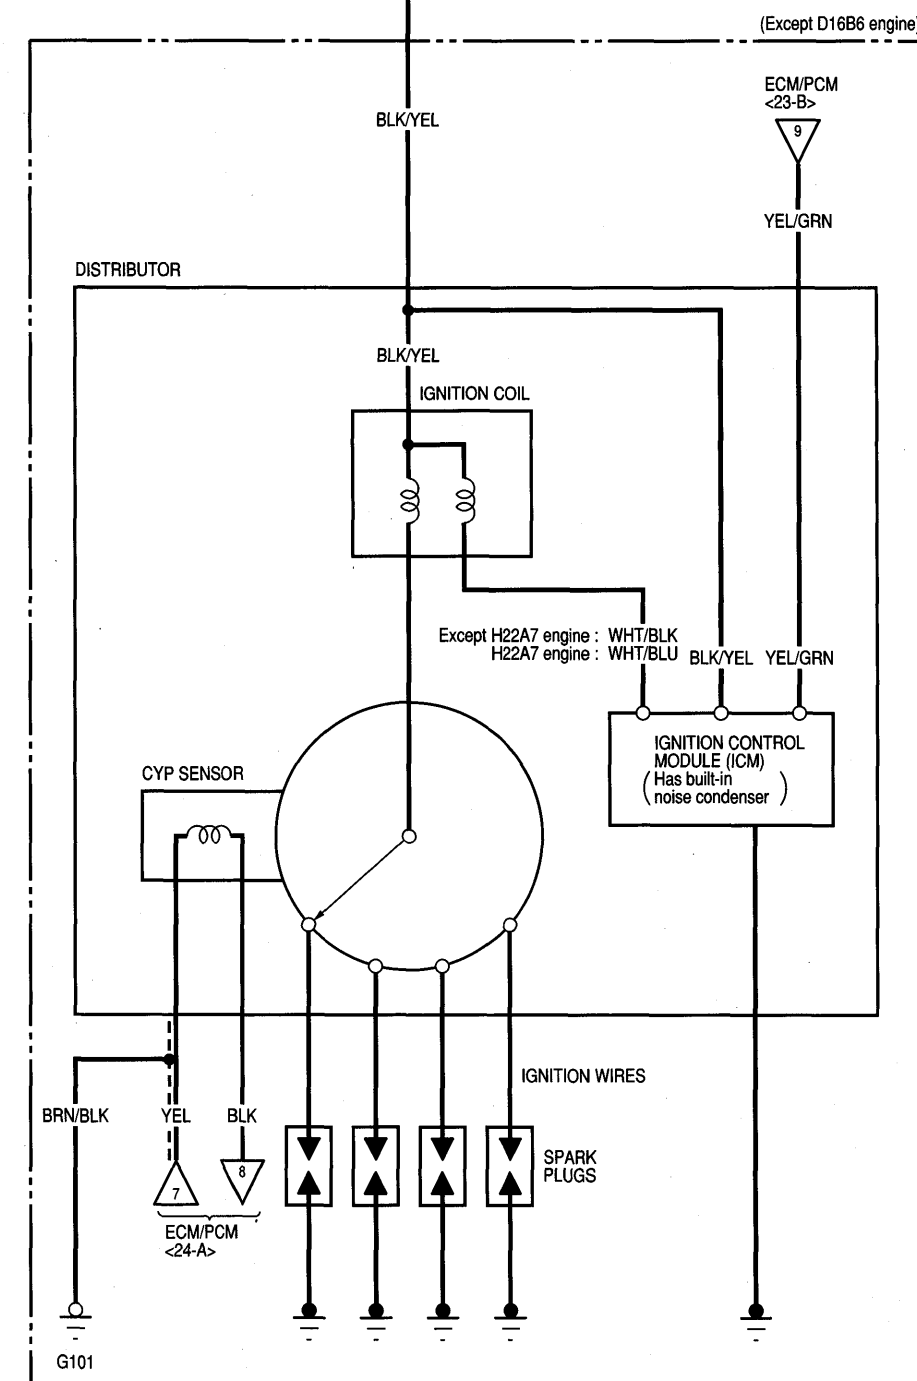 (Except D16B6 engine)
ECM/PCM
<23-B>
9
BLK/YEL
YEL/GRN
DISTRIBUTOR
BLK/YEL
IGNITION COIL
Except H22A7 engine : WHT/BLK
H22A7 engine : WHT/BLU
BLK/YEL
YEL/GRN
IGNITION CONTROL
MODULE (ICM)
(Has built-in
noise condenser)
CYP SENSOR
IGNITION WIRES
BRN/BLK
YEL
BLK
SPARK
PLUGS
7
8
ECM/PCM
<24-A>
G101